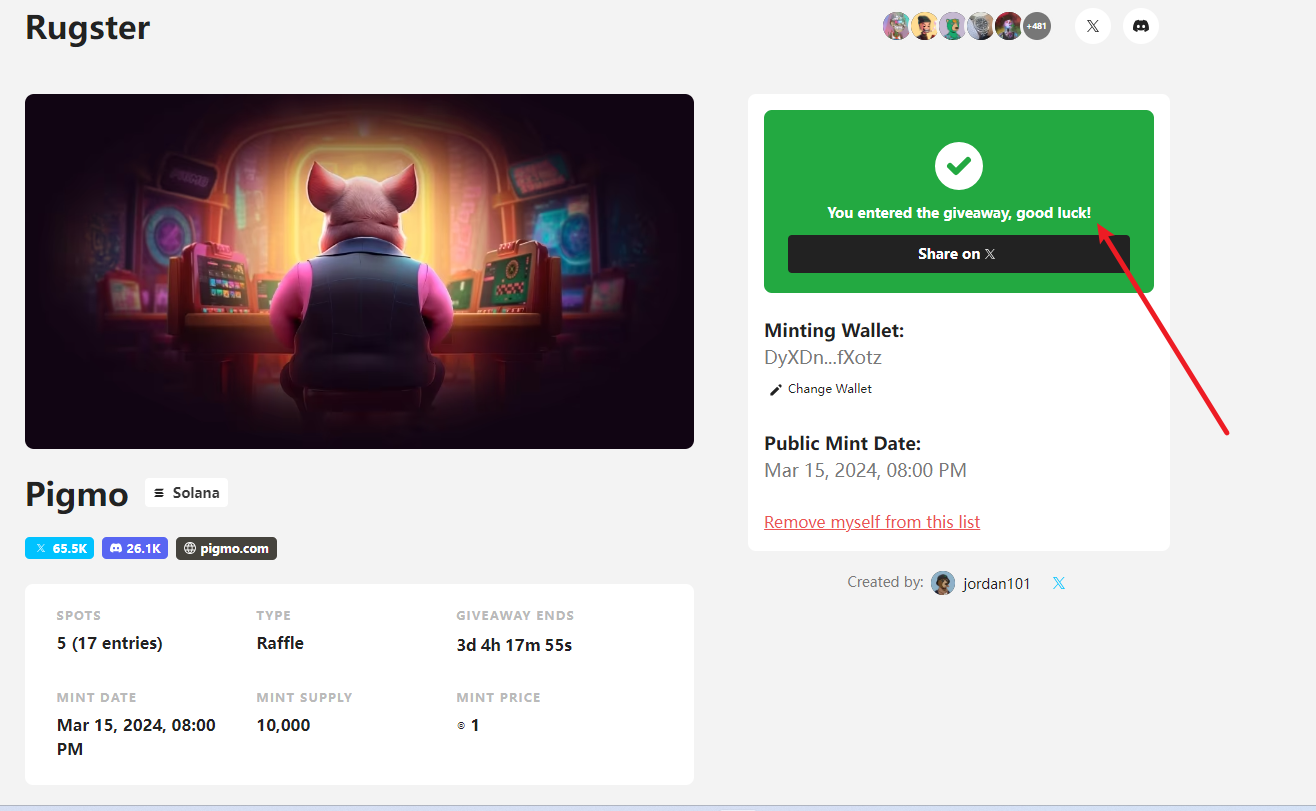 Rugster
+481
You entered the giveaway, good luck!
Share on X
Minting Wallet:
DyXDn...fXotz
Change Wallet
Public Mint Date:
Mar 15, 2024, 08:00 PM
Remove myself from this list
Created by: jordan101
Pigmo
Solana
65.5K
26.1K
pigmo.com
SPOTS
5 (17 entries)
TYPE
Raffle
GIVEAWAY ENDS
3d 4h 17m 55s
MINT DATE
Mar 15, 2024, 08:00
PM
MINT SUPPLY
10,000
MINT PRICE
1